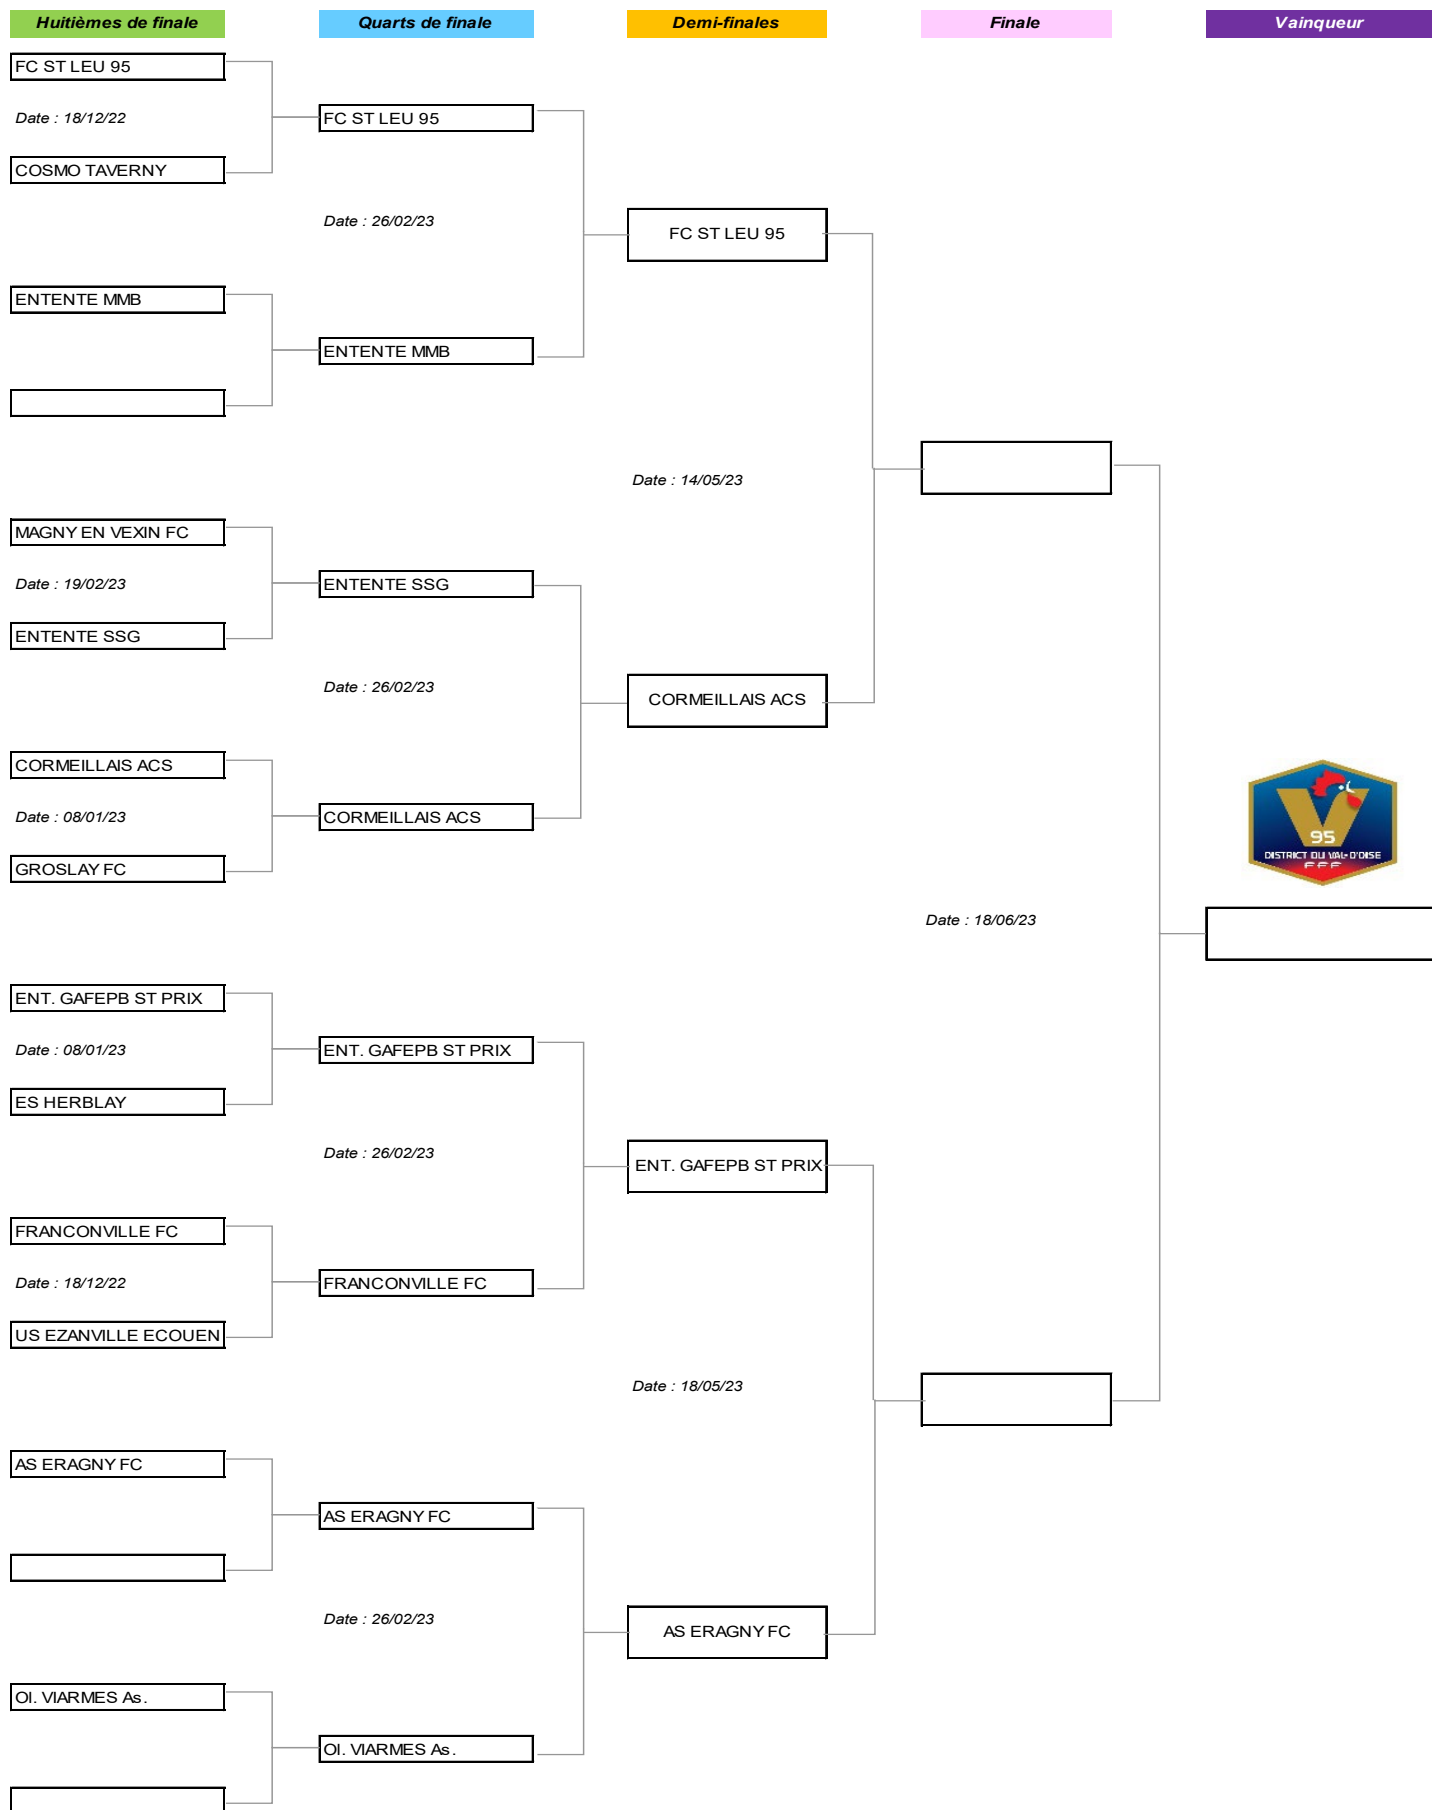 Huitièmes de finale
Quarts de finale
Demi-finales
Finale
Vainqueur
FC ST LEU 95
Date : 18/12/22
COSMO TAVERNY
FC ST LEU 95
Date : 26/02/23
FC ST LEU 95
ENTENTE MMB
ENTENTE MMB
Date : 14/05/23
MAGNY EN VEXIN FC
Date : 19/02/23
ENTENTE SSG
ENTENTE SSG
Date : 26/02/23
CORMEILLAIS ACS
CORMEILLAIS ACS
Date : 08/01/23
GROSLAY FC
CORMEILLAIS ACS
95
DISTRICT DU VAL-D'OISE
FFF
Date : 18/06/23
ENT. GAFEPB ST PRIX
Date : 08/01/23
ES HERBLAY
ENT. GAFEPB ST PRIX
Date : 26/02/23
ENT. GAFEPB ST PRIX
FRANCONVILLE FC
Date : 18/12/22
US EZANVILLE ECOUEN
FRANCONVILLE FC
Date : 18/05/23
AS ERAGNY FC
AS ERAGNY FC
Date : 26/02/23
AS ERAGNY FC
OI. VIARMES As.
OI. VIARMES As.